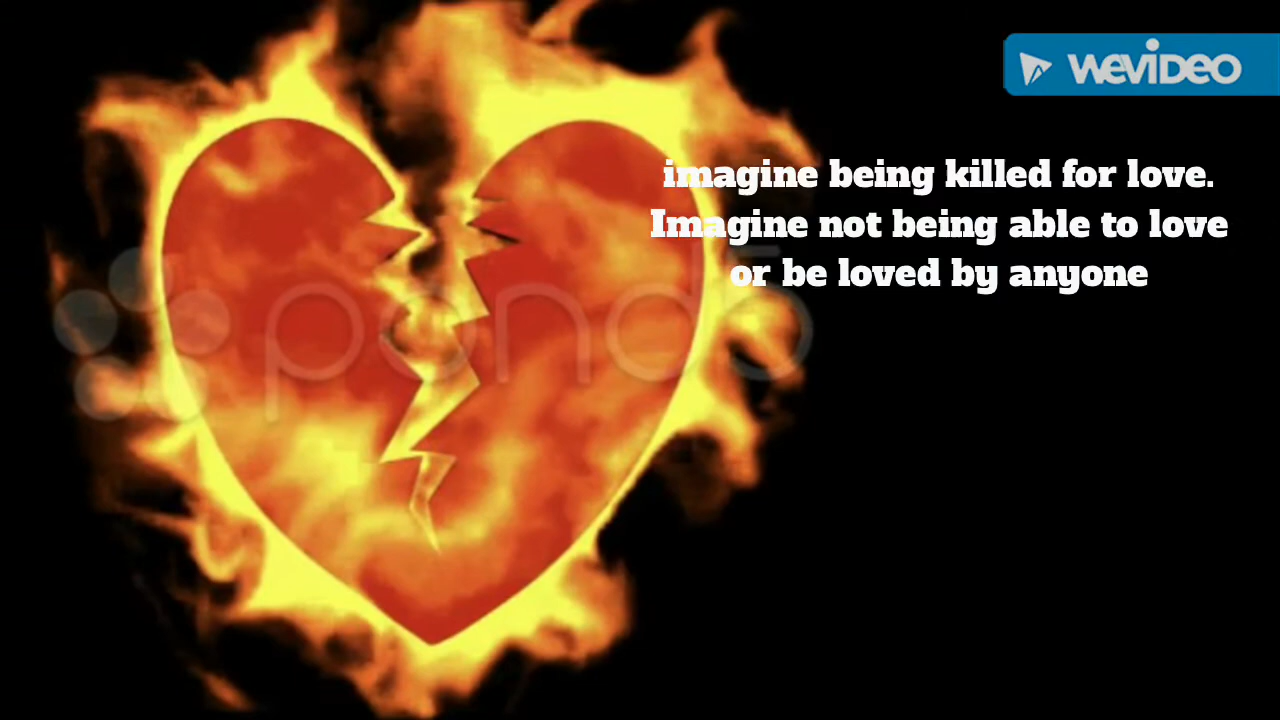 WEVIDEO
imagine being killed for love.
Imagine not being able to love
or be loved by anyone
pond5